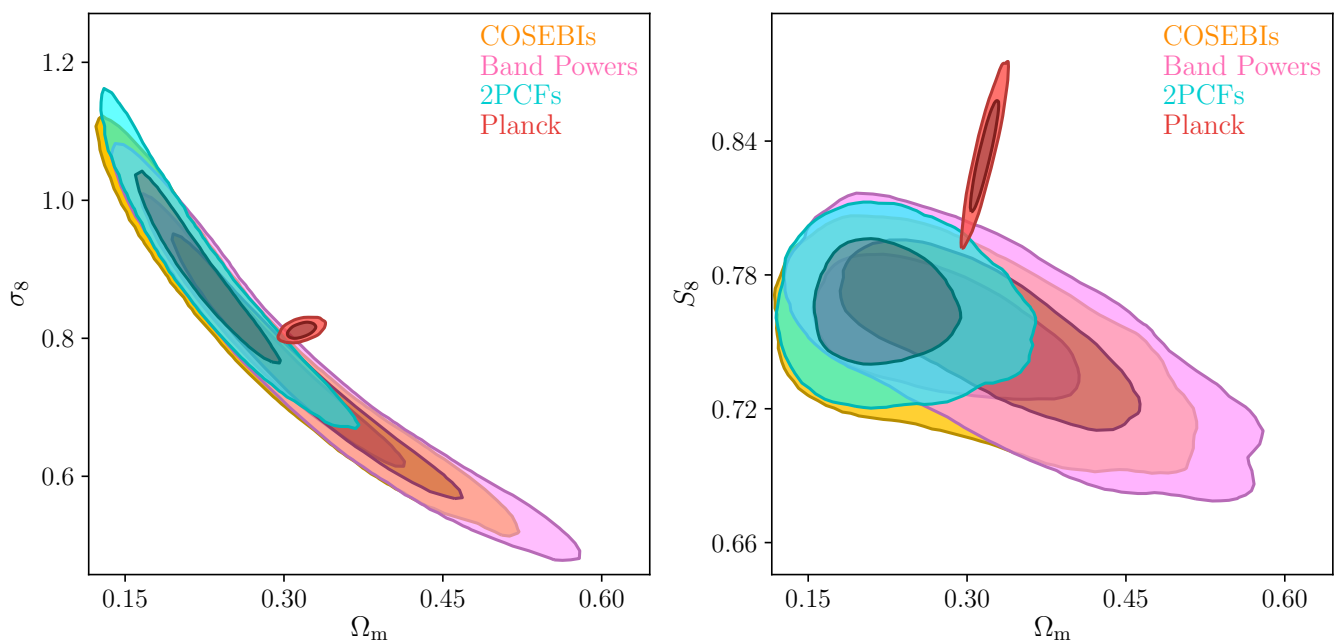 COSEBIs
Band Powers
2PCFs
Planck
1.2
1.0
0.8
0.6
σ₈
0.15 0.30 0.45 0.60
Ωₘ
COSEBIs
Band Powers
2PCFs
Planck
0.84
0.78
0.72
0.66
S₈
0.15 0.30 0.45 0.60
Ωₘ